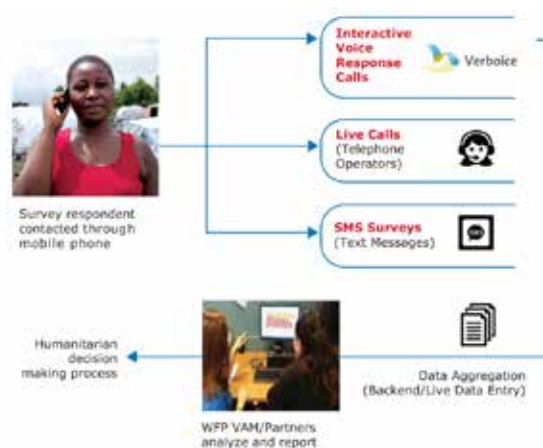 Interactive
Voice
Response
Calls
Verboice
Live Calls
(Telephone
Operators)
Survey respondent
contacted through
mobile phone
SMS Surveys
(Text Messages)
Humanitarian
decision
making process
Data Aggregation
(Backend/Live Data Entry)
WFP VAM/Partners
analyze and report